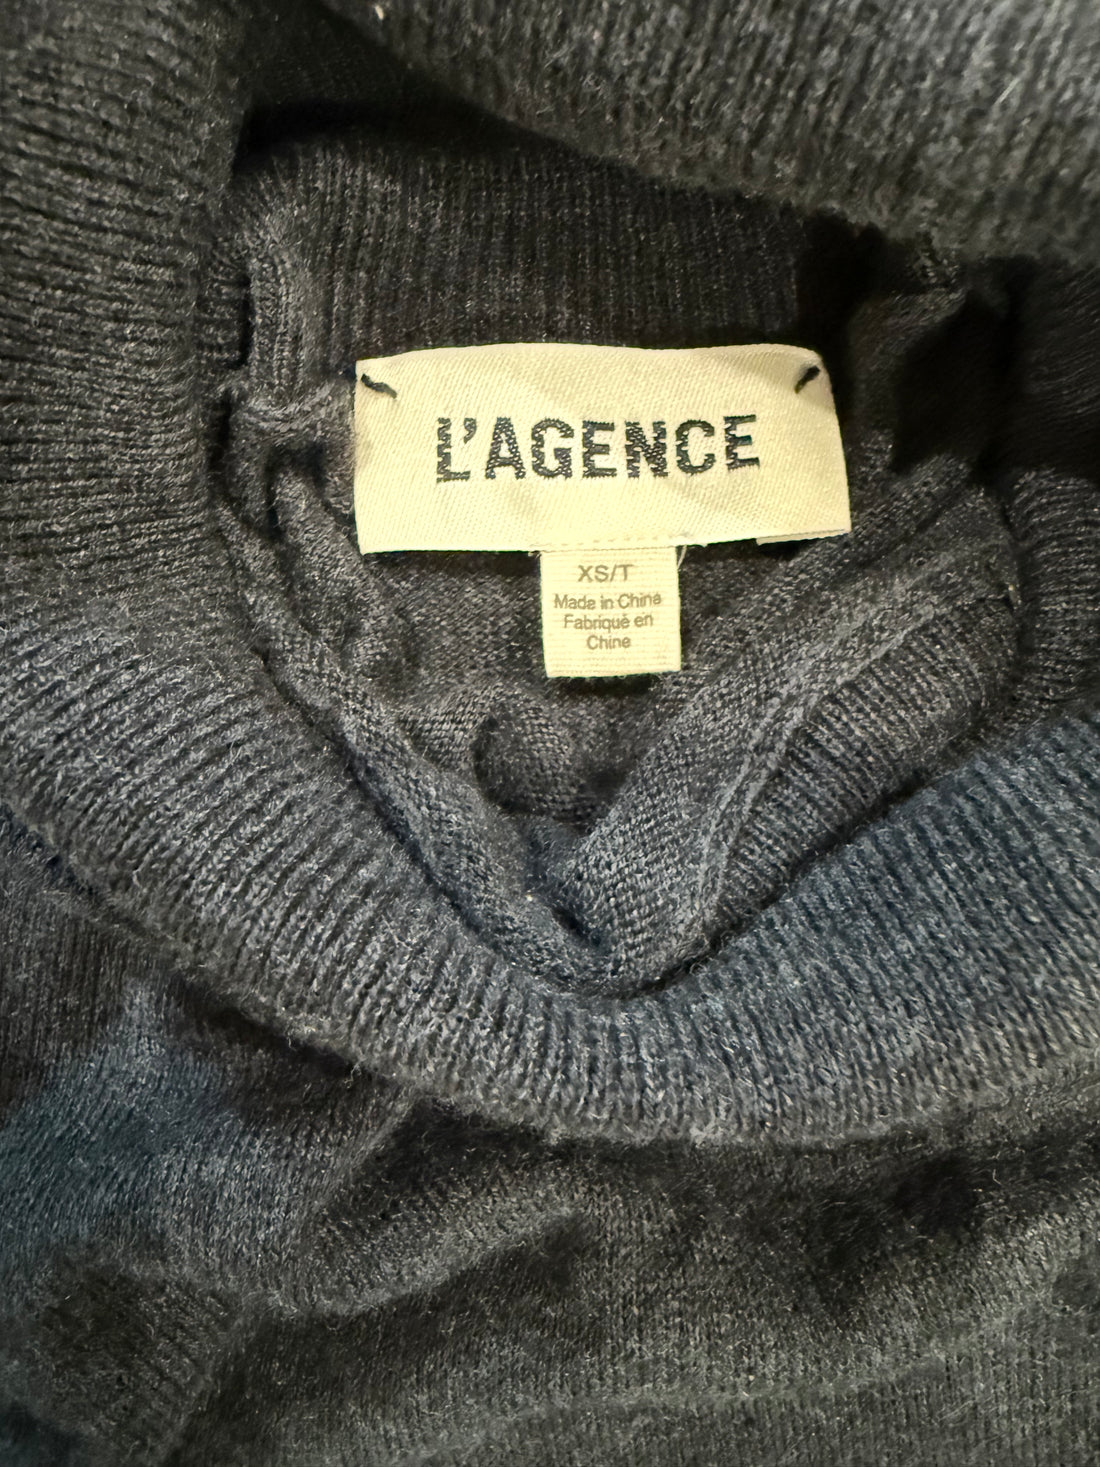 L'AGENCE
XS/T
Made in China
Fabriqué en
Chine